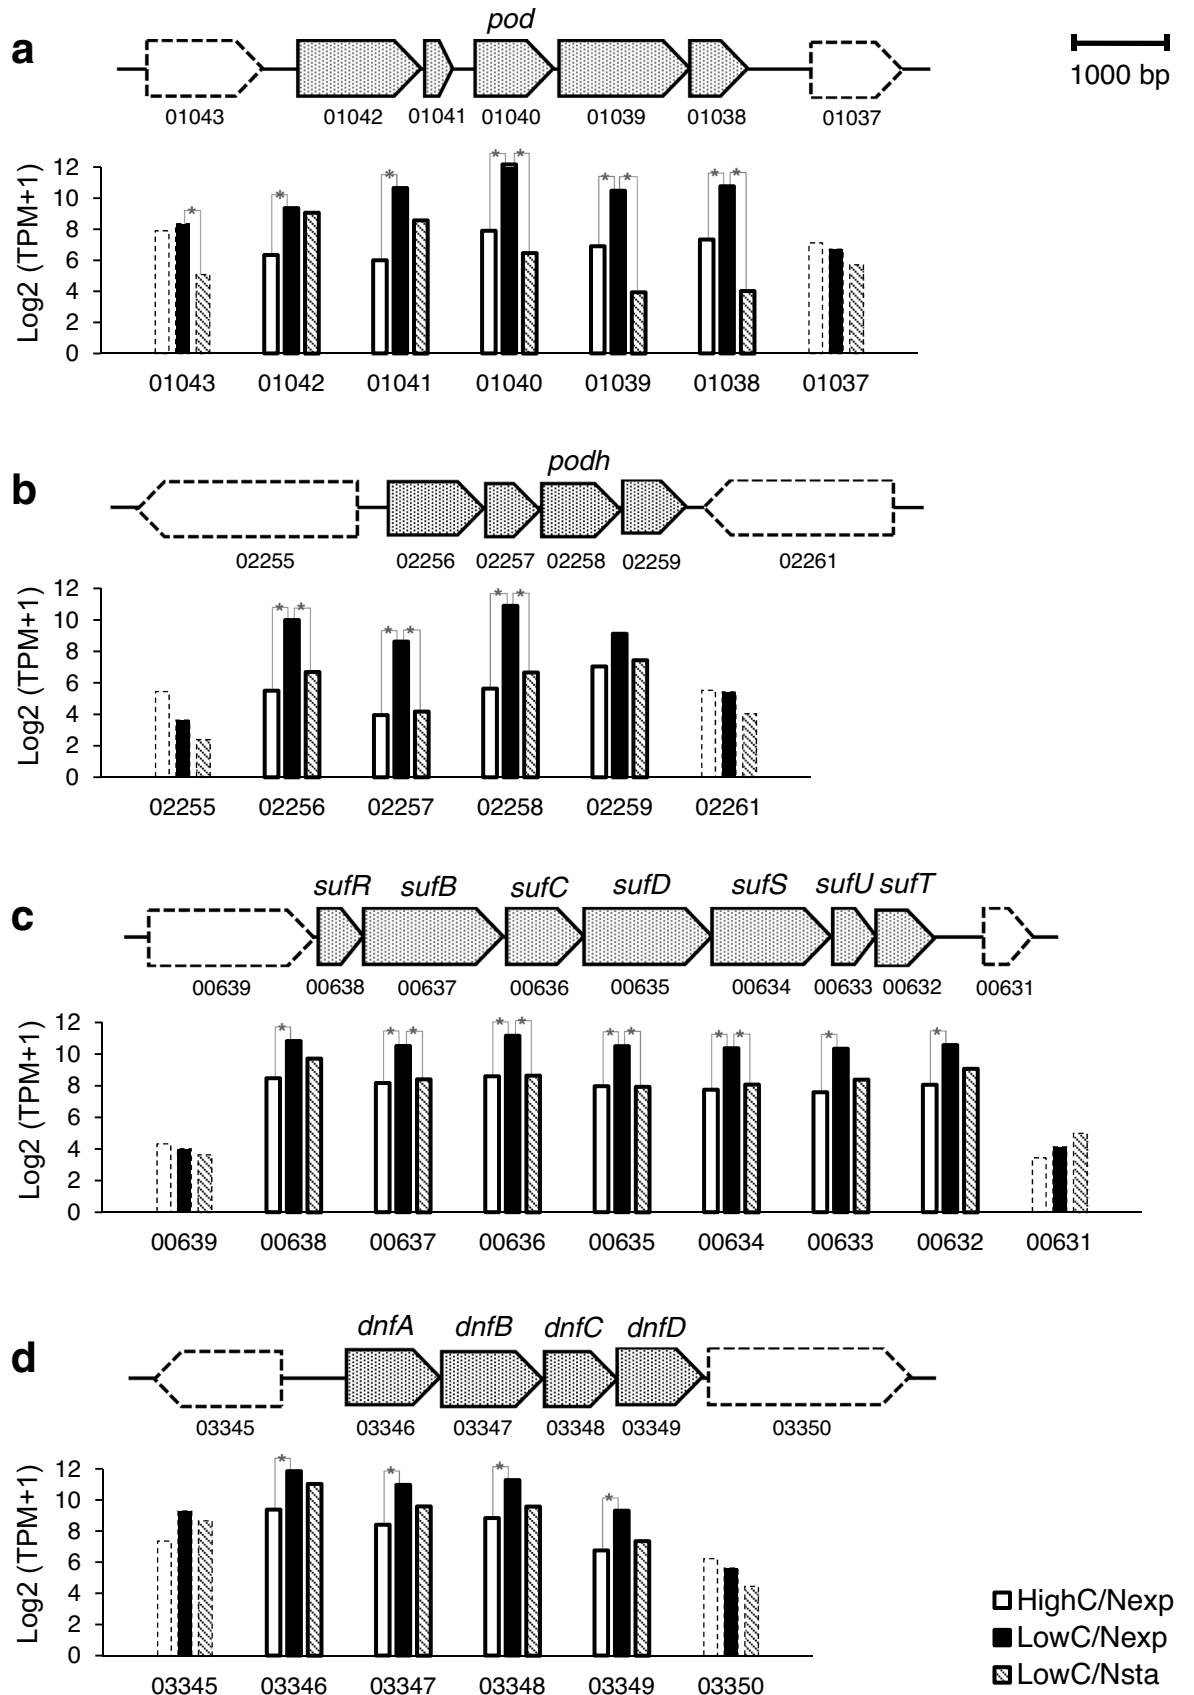 a
pod
1000 bp
01043 01042 01041 01040 01039 01038 01037
Log2 (TPM+1)
12
10
8
6
4
2
0
* * * * * * * * *
01043 01042 01041 01040 01039 01038 01037
b
podh
02255 02256 02257 02258 02259 02261
Log2 (TPM+1)
12
10
8
6
4
2
0
* * * * * *
02255 02256 02257 02258 02259 02261
c
sufR sufB sufC sufD sufS sufU sufT
00639 00638 00637 00636 00635 00634 00633 00632 00631
Log2 (TPM+1)
12
10
8
6
4
2
0
* * * * * * * * * * *
00639 00638 00637 00636 00635 00634 00633 00632 00631
d
dnfA dnfB dnfC dnfD
03345 03346 03347 03348 03349 03350
Log2 (TPM+1)
12
10
8
6
4
2
0
* * * *
03345 03346 03347 03348 03349 03350
HighC/Nexp
LowC/Nexp
LowC/Nsta